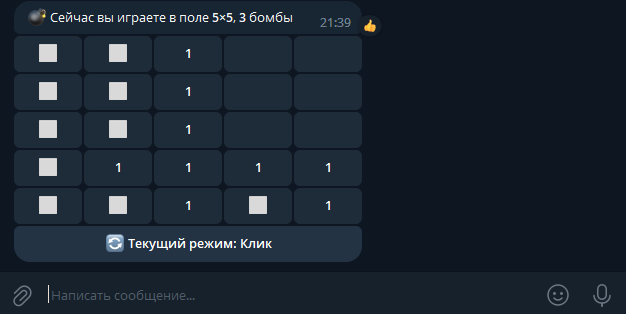 💣 Сейчас вы играете в поле 5×5, 3 бомбы
21:39 👍
⬜ ⬜ 1
⬜ ⬜ 1
⬜ ⬜ 1
⬜ 1 1 1 1
⬜ ⬜ 1 ⬜ 1
🔄 Текущий режим: Клик
Написать сообщение...